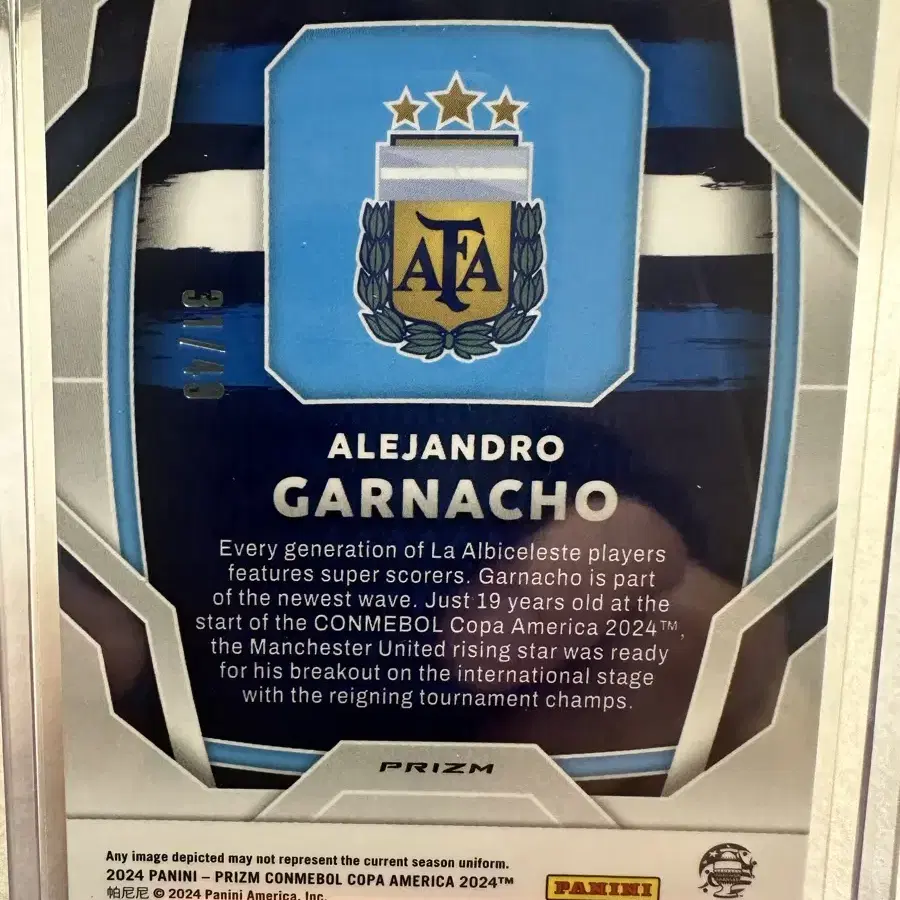 AFA
31/49
ALEJANDRO
GARNACHO
Every generation of La Albiceleste players
features super scorers. Garnacho is part
of the newest wave. Just 19 years old at the
start of the CONMEBOL Copa America 2024™,
the Manchester United rising star was ready
for his breakout on the international stage
with the reigning tournament champs.
PRIZM
Any image depicted may not represent the current season uniform.
2024 PANINI – PRIZM CONMEBOL COPA AMERICA 2024™
帕尼尼 © 2024 Panini America, Inc.
PANINI